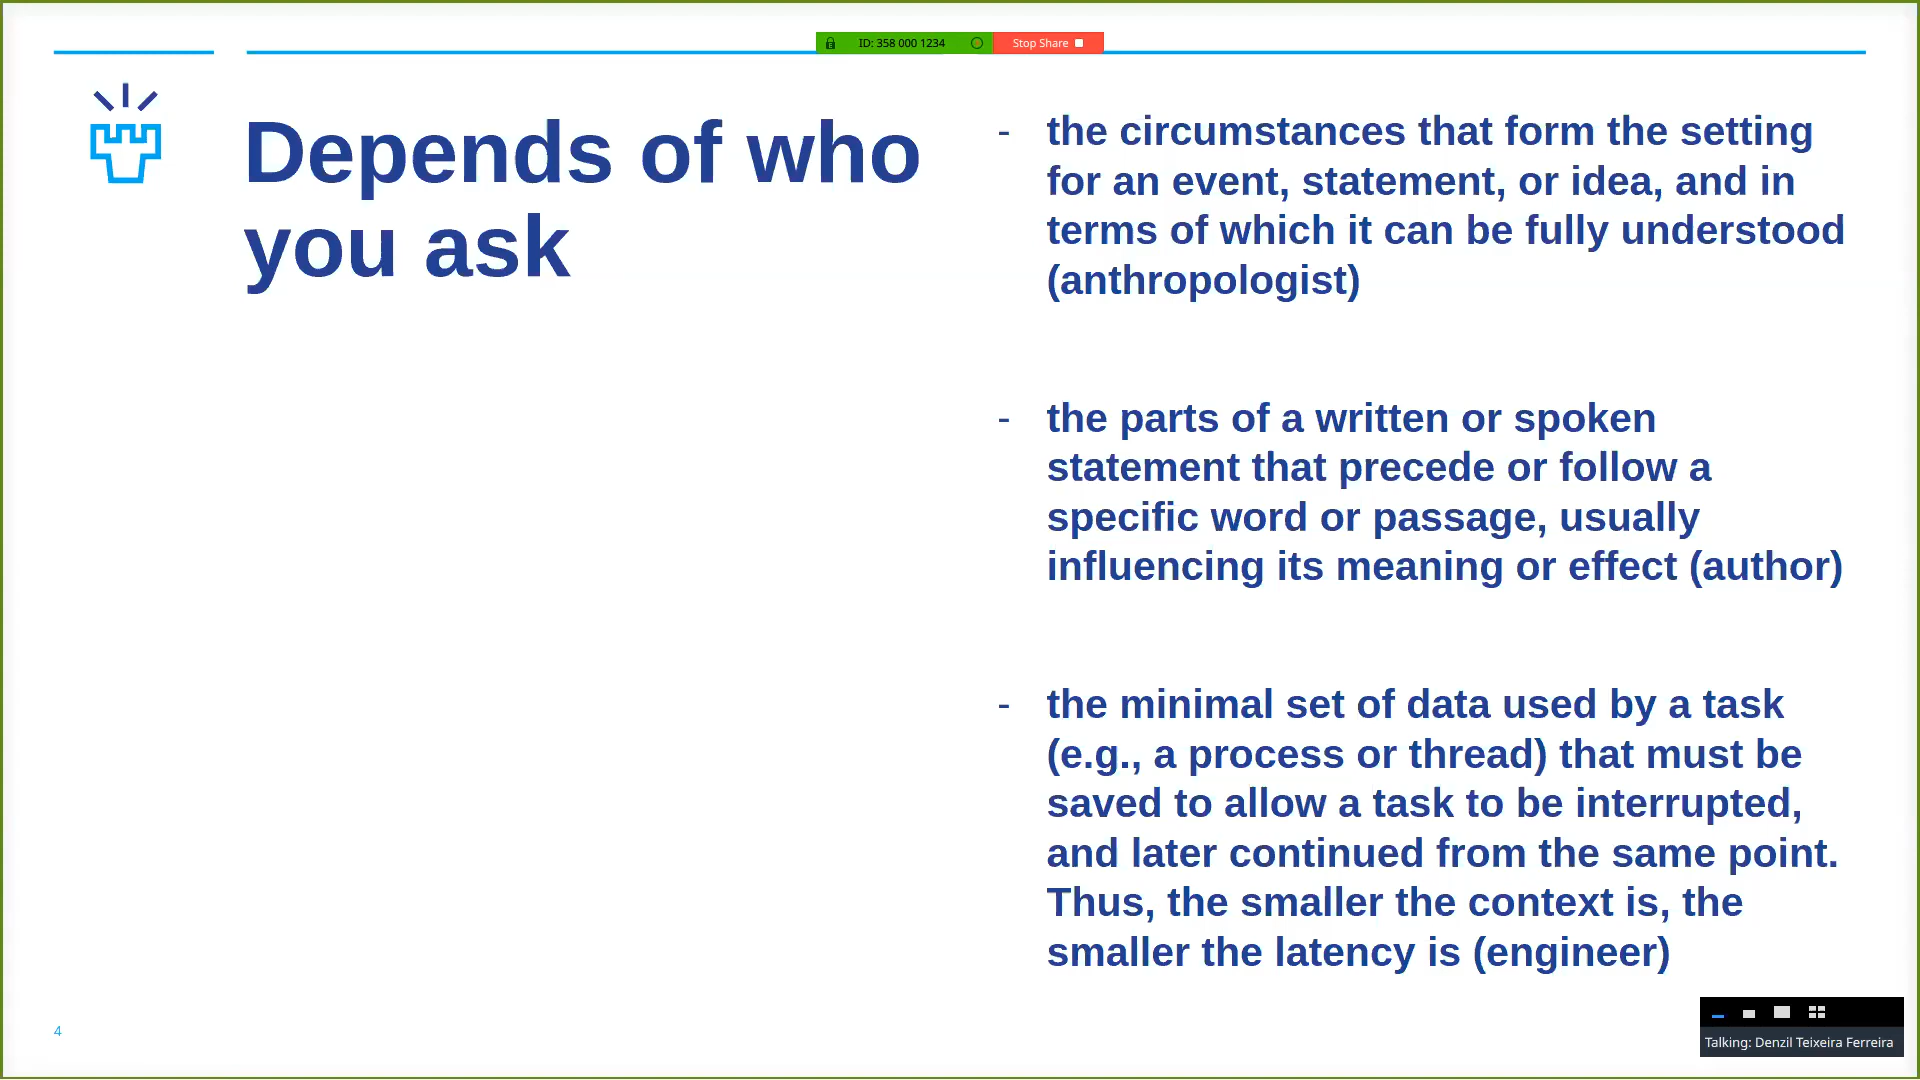 ID: 358 000 1234
Stop Share
Depends of who
you ask
- the circumstances that form the setting
for an event, statement, or idea, and in
terms of which it can be fully understood
(anthropologist)
- the parts of a written or spoken
statement that precede or follow a
specific word or passage, usually
influencing its meaning or effect (author)
- the minimal set of data used by a task
(e.g., a process or thread) that must be
saved to allow a task to be interrupted,
and later continued from the same point.
Thus, the smaller the context is, the
smaller the latency is (engineer)
4
Talking: Denzil Teixeira Ferreira